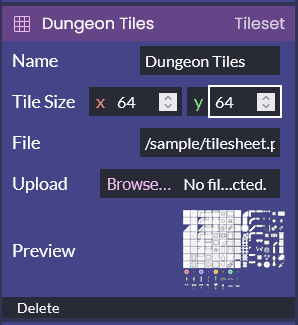 Dungeon Tiles Tileset
Name Dungeon Tiles
Tile Size x 64 y 64
File /sample/tilesheet.p
Upload Browse... No fil...cted.
Preview
Delete